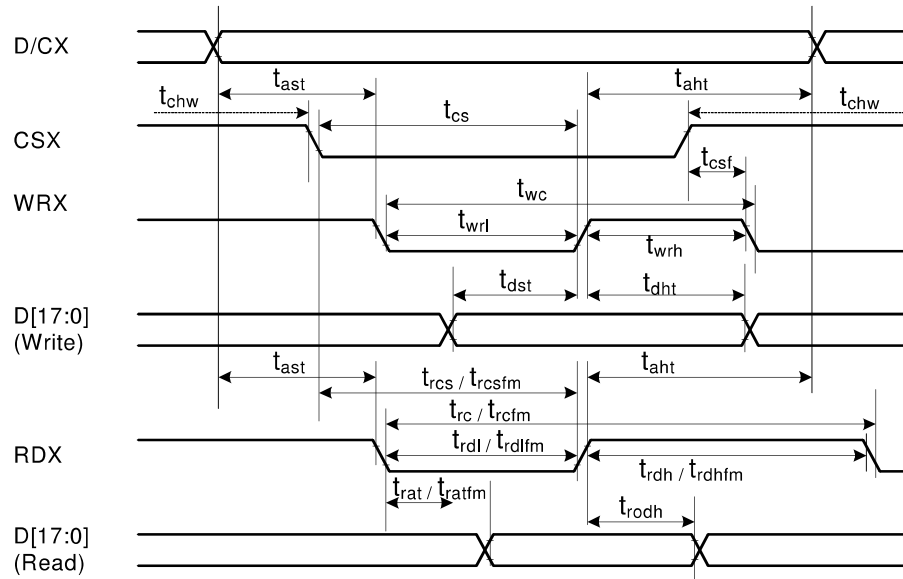 D/CX
t_ast
t_aht
t_chw
t_cs
t_chw
CSX
t_csf
WRX
t_wc
t_wrl
t_wrh
t_dst
t_dht
D[17:0]
(Write)
t_ast
t_rcs / t_rcsfm
t_aht
t_rc / t_rcfm
RDX
t_rdl / t_rdlfm
t_rdh / t_rdhfm
t_rat / t_ratfm
t_rodh
D[17:0]
(Read)